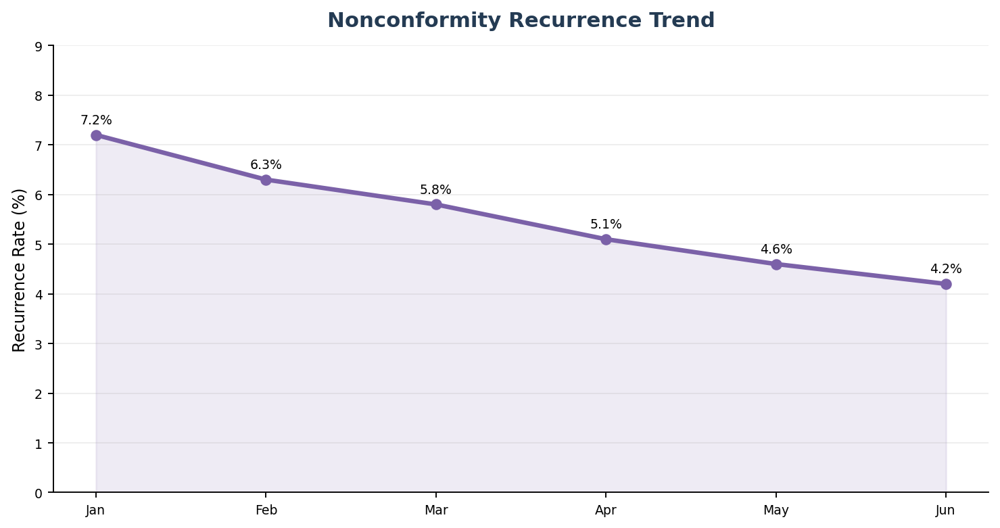 Nonconformity Recurrence Trend
Recurrence Rate (%)
9
8
7
6
5
4
3
2
1
0
7.2%
6.3%
5.8%
5.1%
4.6%
4.2%
Jan
Feb
Mar
Apr
May
Jun